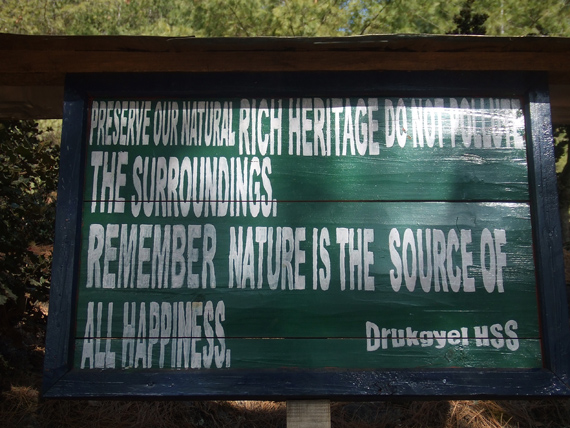 PRESERVE OUR NATURAL RICH HERITAGE DO NOT POLLUTE
THE SURROUNDINGS.
REMEMBER NATURE IS THE SOURCE OF
ALL HAPPINESS.
Drukgyel HSS